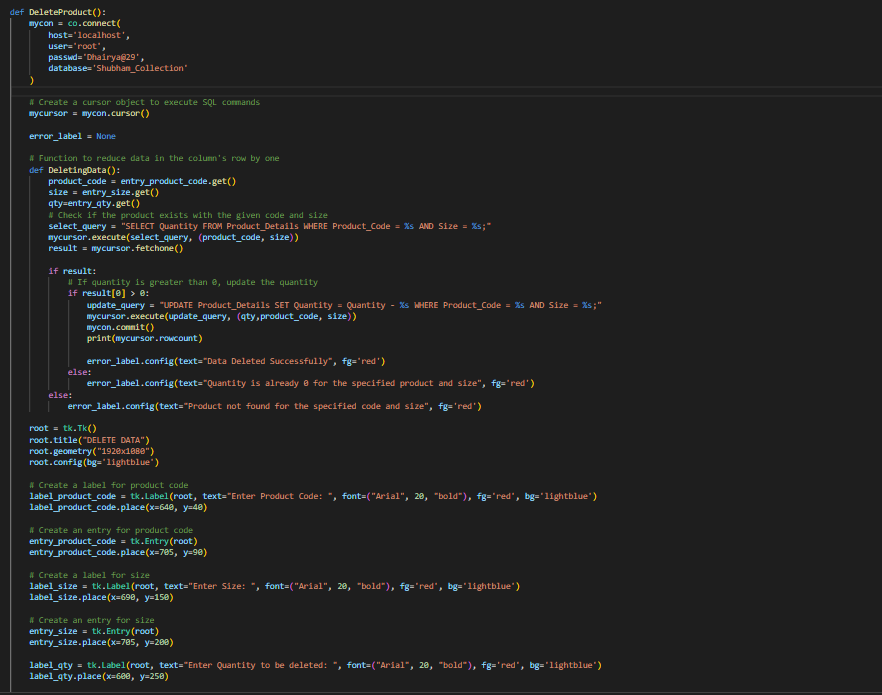 def DeleteProduct():
    mycon = co.connect(
        host='localhost',
        user='root',
        passwd='Dhairya@29',
        database='Shubham_Collection'
    )
    # Create a cursor object to execute SQL commands
    mycursor = mycon.cursor()
    error_label = None
    # Function to reduce data in the column's row by one
    def DeletingData():
        product_code = entry_product_code.get()
        size = entry_size.get()
        qty=entry_qty.get()
        # Check if the product exists with the given code and size
        select_query = "SELECT Quantity FROM Product_Details WHERE Product_Code = %s AND Size = %s;"
        mycursor.execute(select_query, (product_code, size))
        result = mycursor.fetchone()
        if result:
            # If quantity is greater than 0, update the quantity
            if result[0] > 0:
                update_query = "UPDATE Product_Details SET Quantity = Quantity - %s WHERE Product_Code = %s AND Size = %s;"
                mycursor.execute(update_query, (qty,product_code, size))
                mycon.commit()
                print(mycursor.rowcount)
                error_label.config(text="Data Deleted Successfully", fg='red')
            else:
                error_label.config(text="Quantity is already 0 for the specified product and size", fg='red')
        else:
            error_label.config(text="Product not found for the specified code and size", fg='red')
    root = tk.Tk()
    root.title("DELETE DATA")
    root.geometry("1920x1080")
    root.config(bg='lightblue')
    # Create a label for product code
    label_product_code = tk.Label(root, text="Enter Product Code: ", font=("Arial", 20, "bold"), fg='red', bg='lightblue')
    label_product_code.place(x=640, y=40)
    # Create an entry for product code
    entry_product_code = tk.Entry(root)
    entry_product_code.place(x=705, y=90)
    # Create a label for size
    label_size = tk.Label(root, text="Enter Size: ", font=("Arial", 20, "bold"), fg='red', bg='lightblue')
    label_size.place(x=690, y=150)
    # Create an entry for size
    entry_size = tk.Entry(root)
    entry_size.place(x=705, y=200)
    label_qty = tk.Label(root, text="Enter Quantity to be deleted: ", font=("Arial", 20, "bold"), fg='red', bg='lightblue')
    label_qty.place(x=600, y=250)